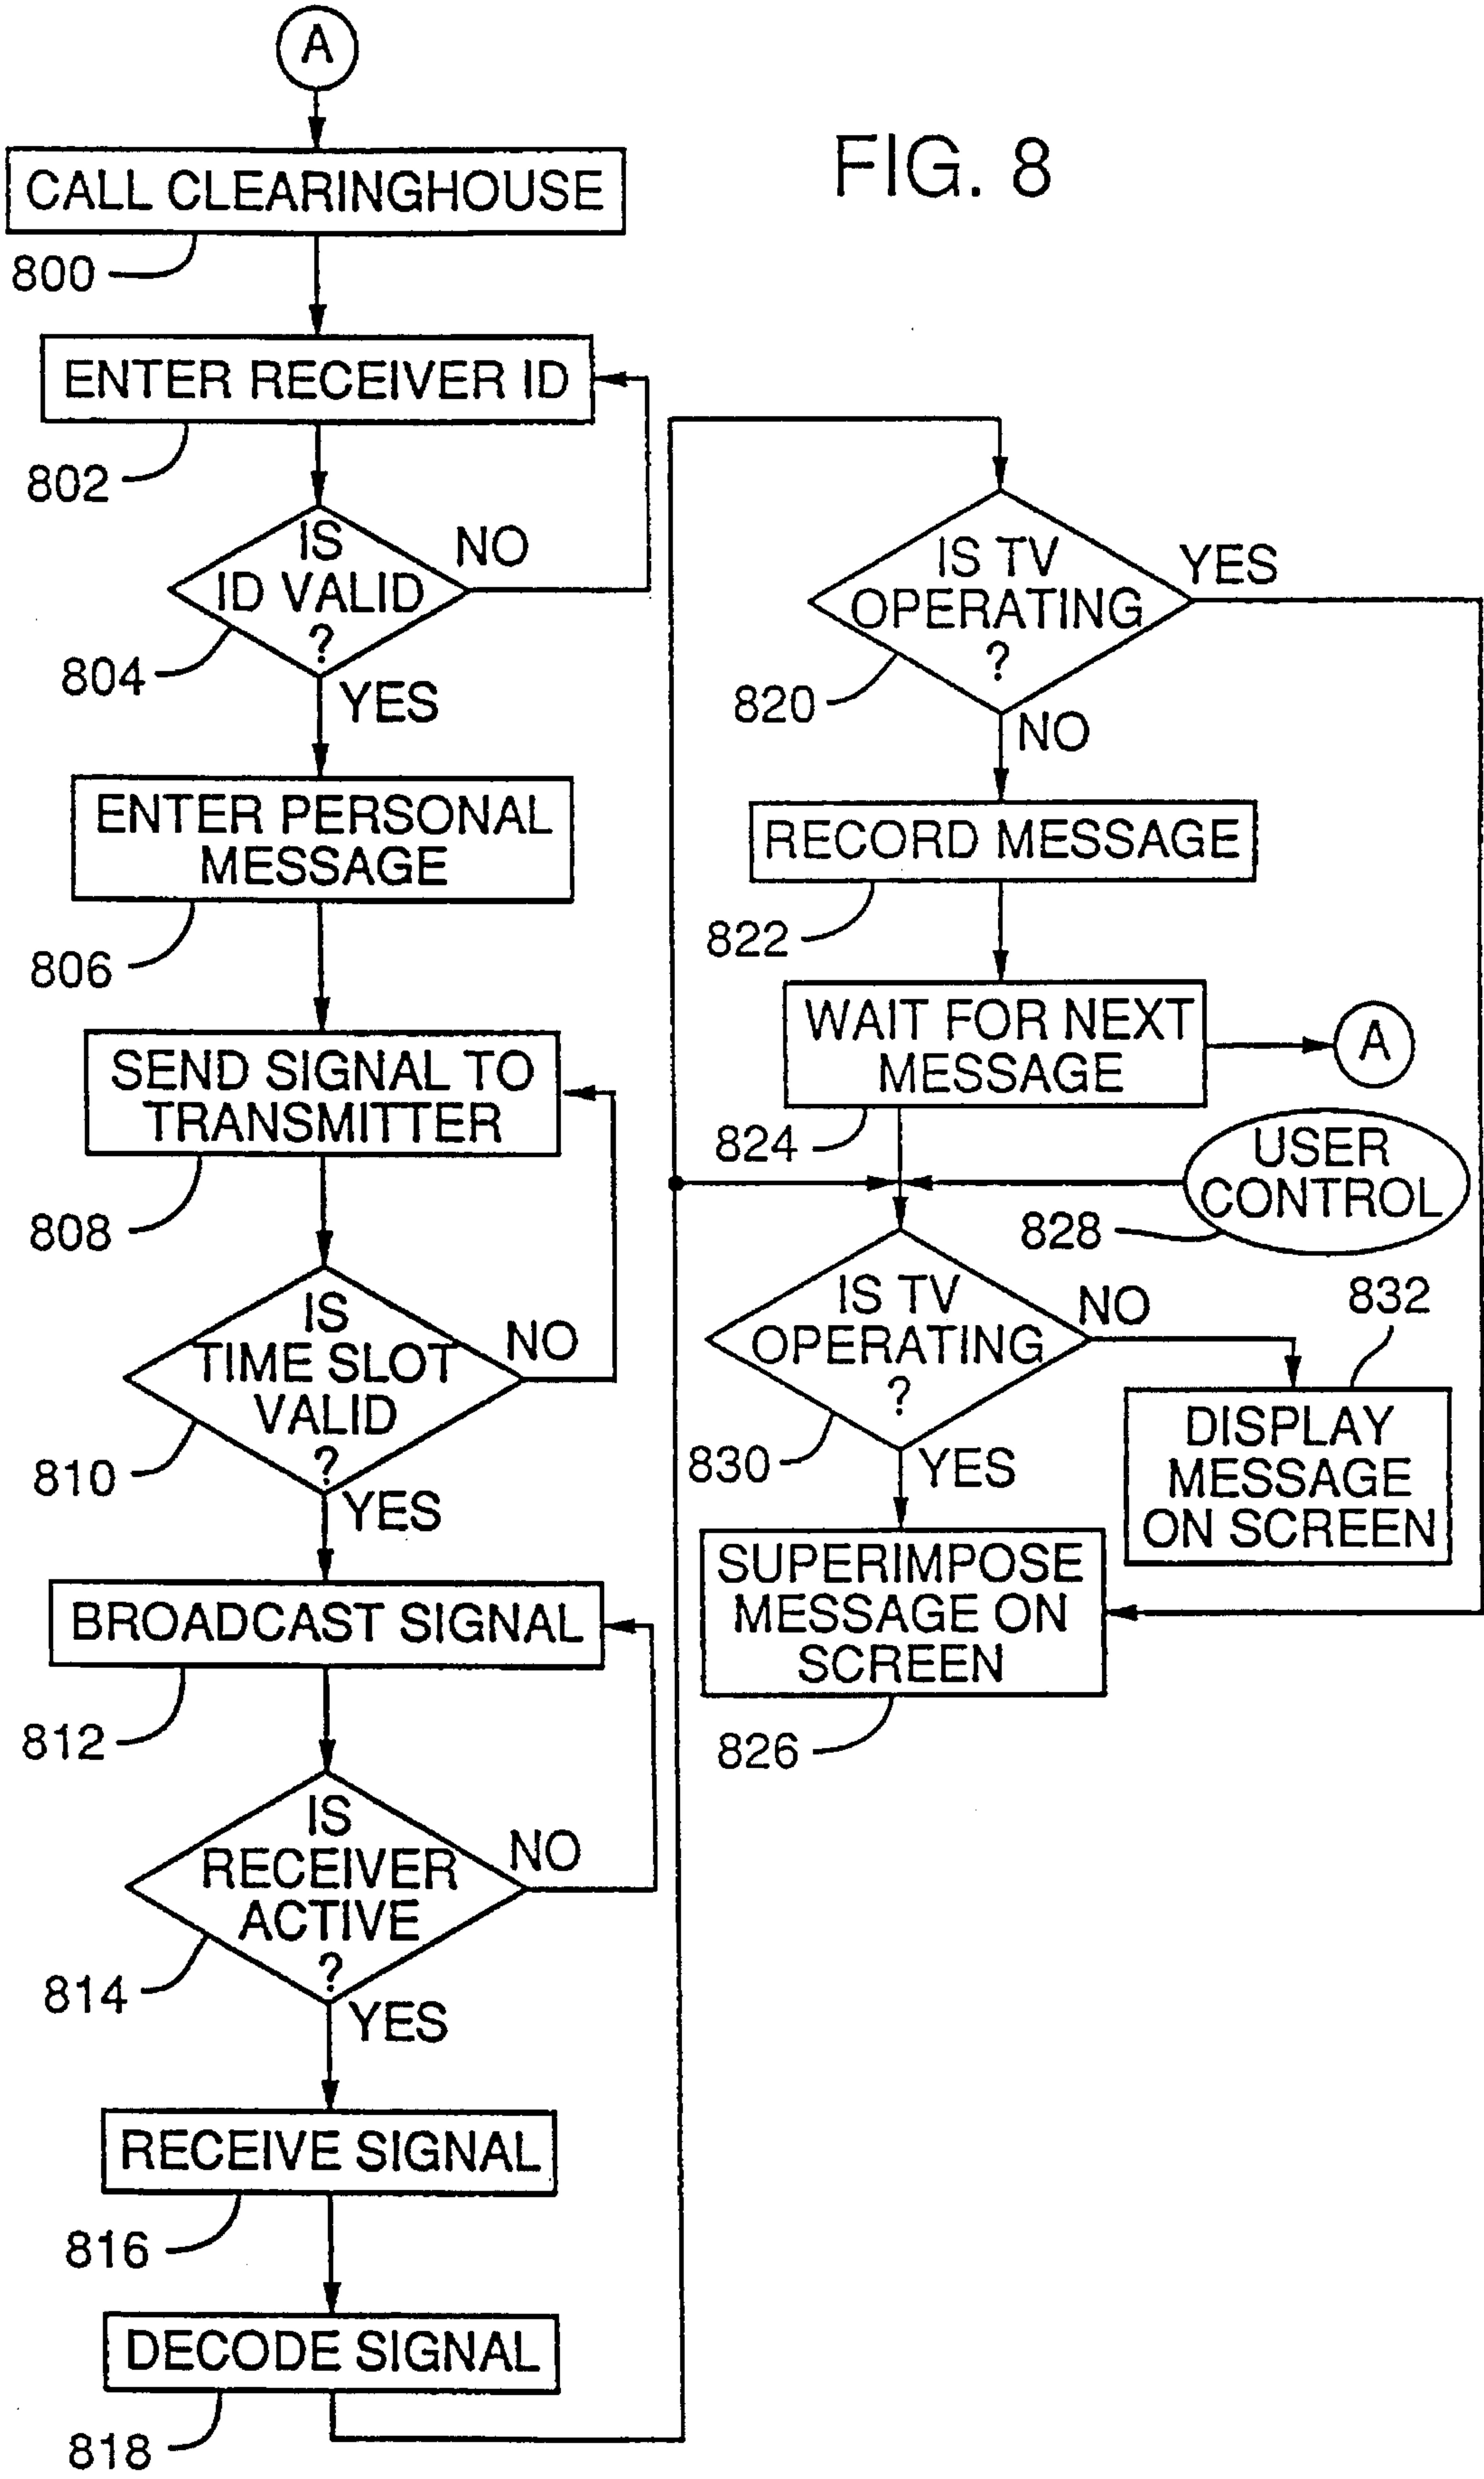 A
FIG. 8
CALL CLEARINGHOUSE
800
ENTER RECEIVER ID
802
IS
ID VALID
?
NO
804
YES
ENTER PERSONAL
MESSAGE
806
SEND SIGNAL TO
TRANSMITTER
808
IS
TIME SLOT
VALID
?
NO
810
YES
BROADCAST SIGNAL
812
IS
RECEIVER
ACTIVE
?
NO
814
YES
RECEIVE SIGNAL
816
DECODE SIGNAL
818
IS TV
OPERATING
?
YES
820
NO
RECORD MESSAGE
822
WAIT FOR NEXT
MESSAGE
A
824
USER
CONTROL
828
IS TV
OPERATING
?
NO
832
830
YES
DISPLAY
MESSAGE
ON SCREEN
SUPERIMPOSE
MESSAGE ON
SCREEN
826